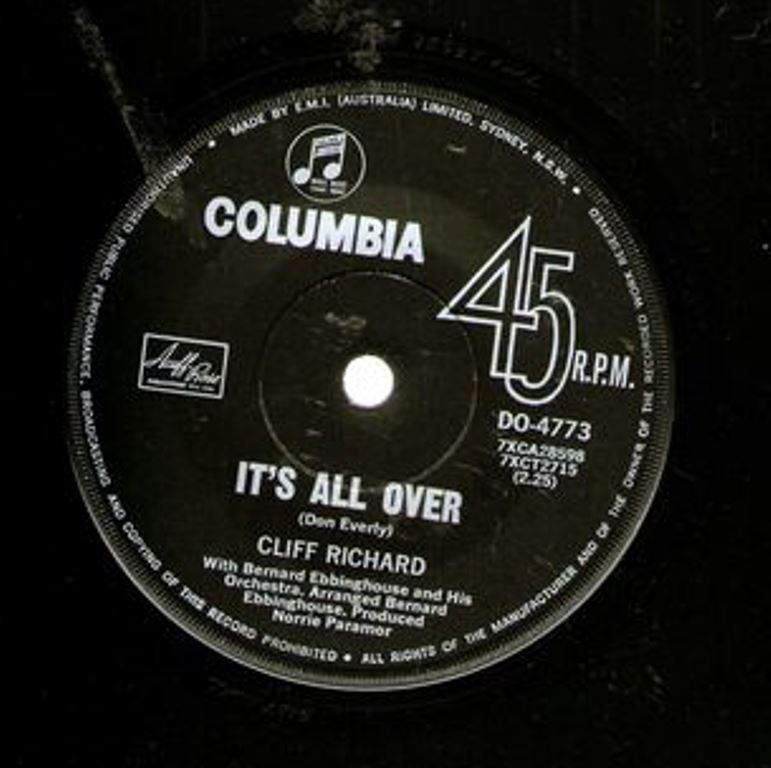 MADE BY E.M.I. (AUSTRALIA) LIMITED. SYDNEY, N.S.W.
COLUMBIA
45
R.P.M.
DO-4773
7XCA28598
7XCT2715
(2.25)
IT'S ALL OVER
(Don Everly)
CLIFF RICHARD
With Bernard Ebbinghouse and His
Orchestra. Arranged Bernard
Ebbinghouse. Produced
Norrie Paramor
UNAUTHORISED PUBLIC PERFORMANCE, BROADCASTING AND COPYING OF THIS RECORD PROHIBITED • ALL RIGHTS OF THE MANUFACTURER AND OF THE OWNER OF THE RECORDED WORK RESERVED